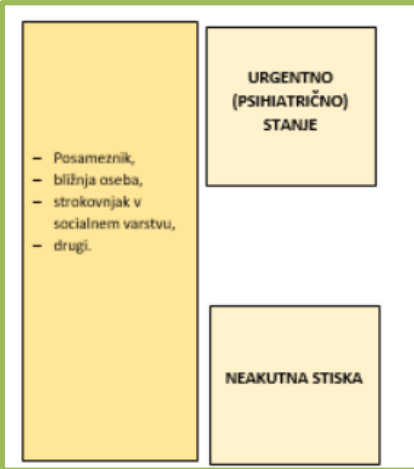 – Posameznik,
– bližnja oseba,
– strokovnjak v
socialnem varstvu,
– drugi.
URGENTNO
(PSIHIATRIČNO)
STANJE
NEAKUTNA STISKA